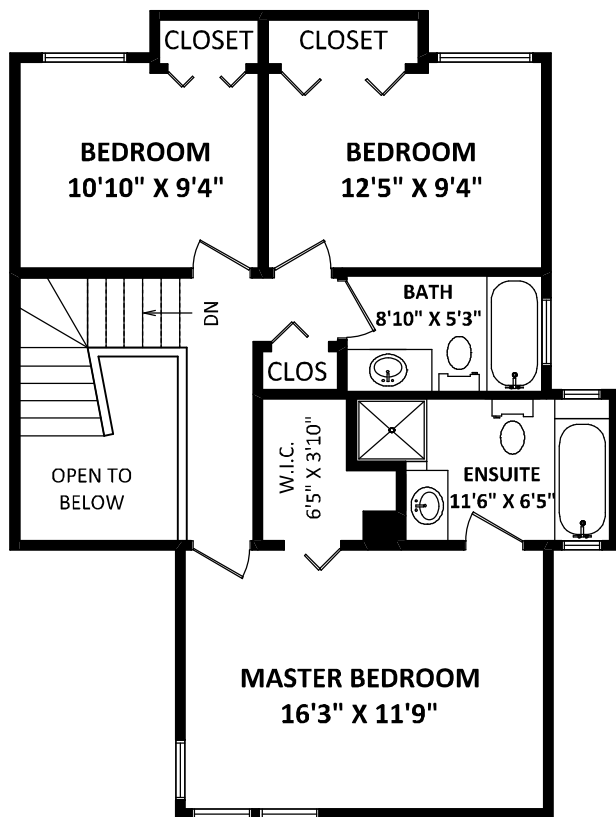 CLOSET
CLOSET
BEDROOM
10'10" X 9'4"
BEDROOM
12'5" X 9'4"
BATH
8'10" X 5'3"
DN
CLOS
W.I.C.
6'5" X 3'10"
ENSUITE
11'6" X 6'5"
OPEN TO
BELOW
MASTER BEDROOM
16'3" X 11'9"